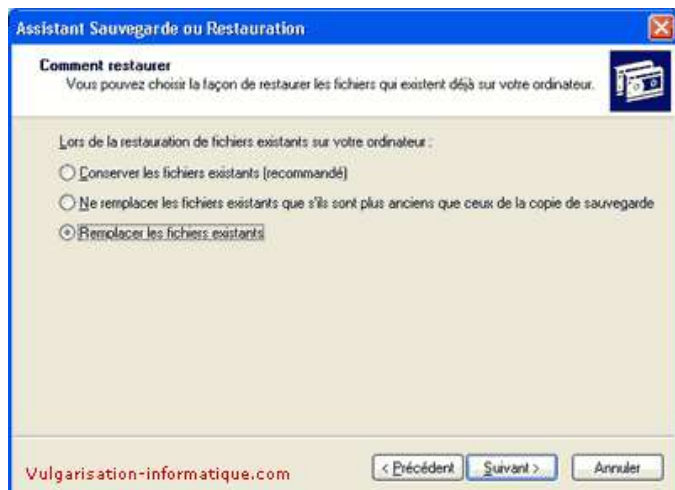 Assistant Sauvegarde ou Restauration
Comment restaurer
Vous pouvez choisir la façon de restaurer les fichiers qui existent déjà sur votre ordinateur.
Lors de la restauration de fichiers existants sur votre ordinateur :
Conserver les fichiers existants (recommandé)
Ne remplacer les fichiers existants que s'ils sont plus anciens que ceux de la copie de sauvegarde
Remplacer les fichiers existants
Vulgarisation-informatique.com
< Précédent
Suivant >
Annuler